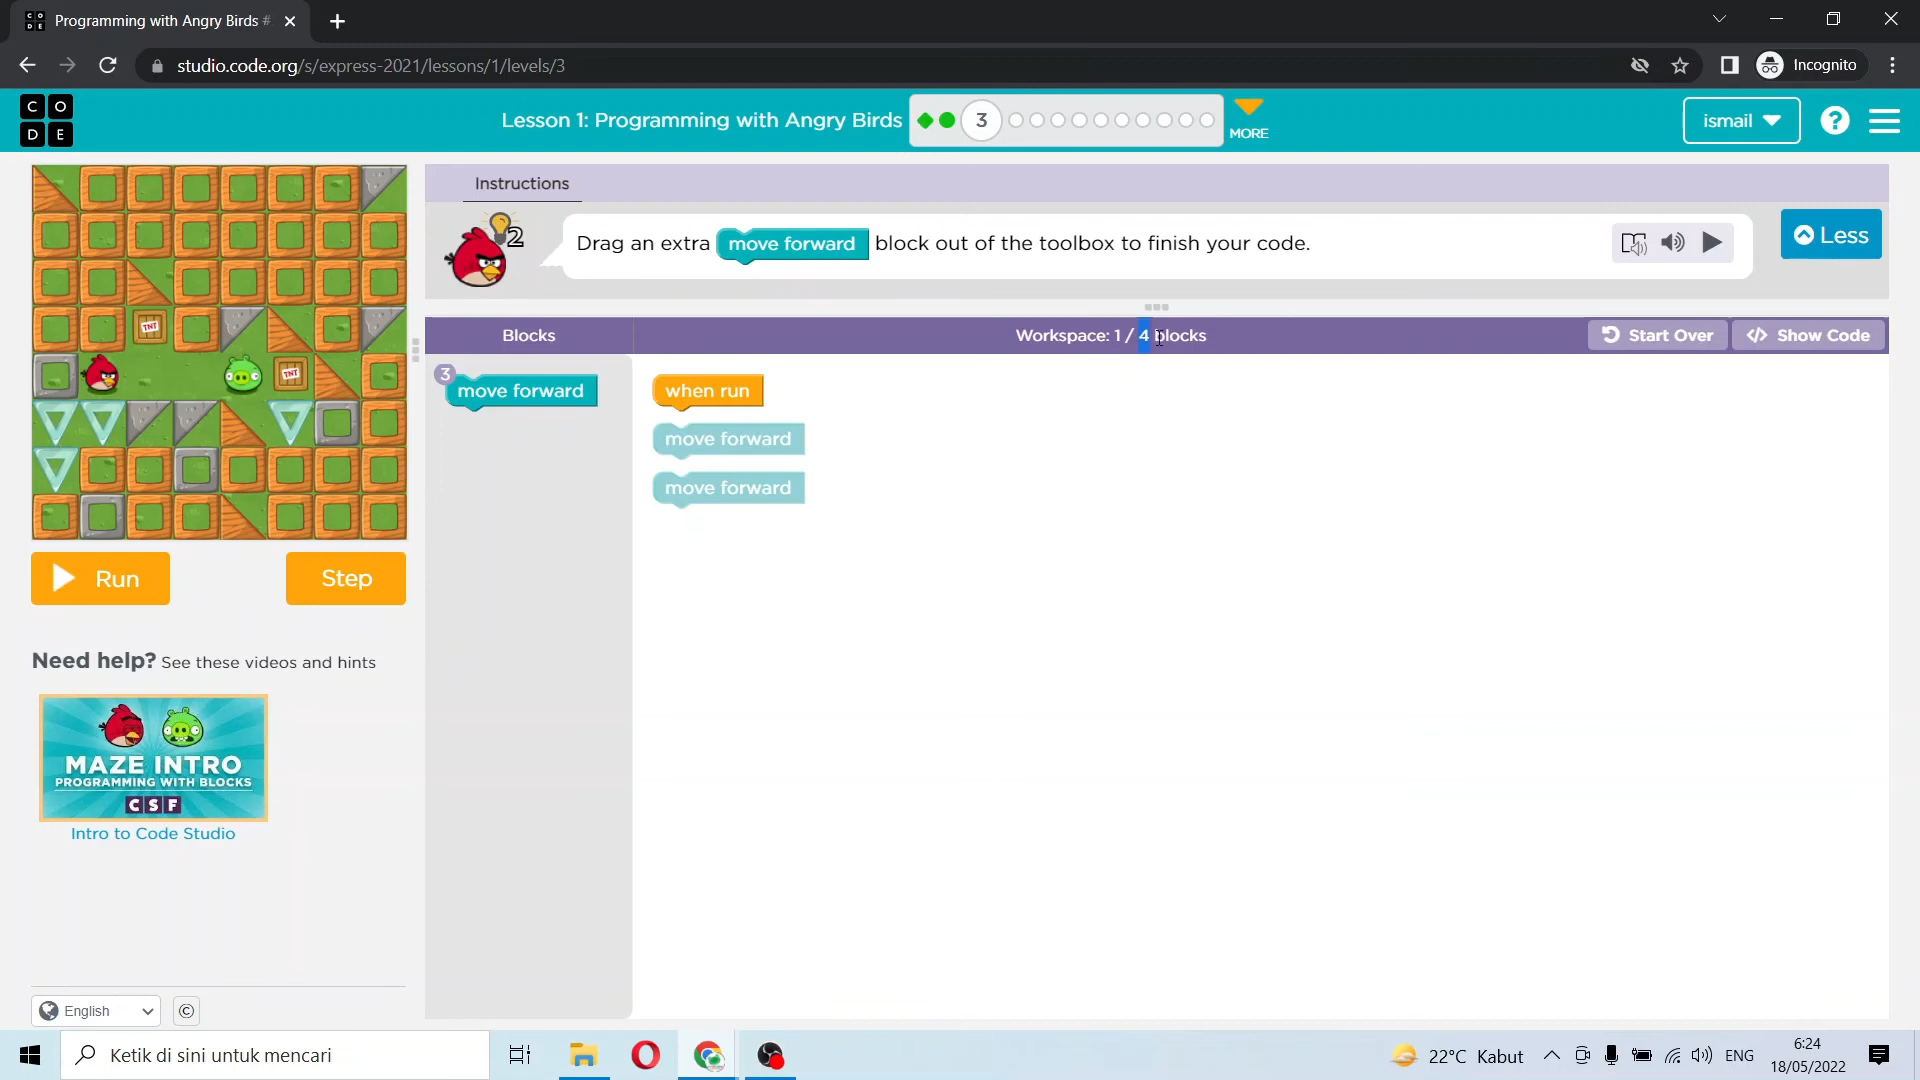 Programming with Angry Birds #
studio.code.org/s/express-2021/lessons/1/levels/3
Incognito
C O
D E
Lesson 1: Programming with Angry Birds
3
MORE
ismail
?
Instructions
2
Drag an extra move forward block out of the toolbox to finish your code.
Less
Blocks
Workspace: 1 / 4 blocks
Start Over
</> Show Code
3
move forward
when run
move forward
move forward
TNT
TNT
Run
Step
Need help? See these videos and hints
MAZE INTRO
PROGRAMMING WITH BLOCKS
C S F
Intro to Code Studio
English
©
Ketik di sini untuk mencari
22°C Kabut
ENG
6:24
18/05/2022